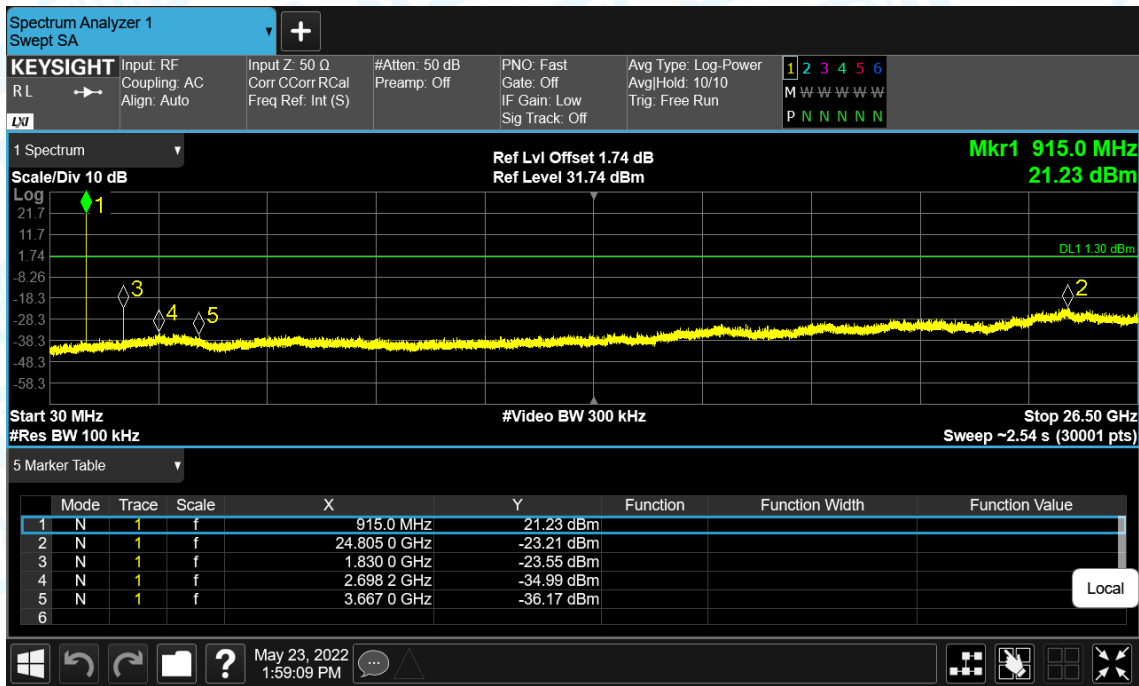 Spectrum Analyzer 1
Swept SA
+
KEYSIGHT Input: RF Input Z: 50 Ω #Atten: 50 dB PNO: Fast Avg Type: Log-Power 1 2 3 4 5 6
RL Coupling: AC Corr CCorr RCal Preamp: Off Gate: Off Avg|Hold: 10/10 M W W W W W
Align: Auto Freq Ref: Int (S) IF Gain: Low Trig: Free Run
LXI Sig Track: Off P N N N N N
1 Spectrum
Ref Lvl Offset 1.74 dB Mkr1 915.0 MHz
Scale/Div 10 dB Ref Level 31.74 dBm 21.23 dBm
Log
1
21.7
11.7
1.74
DL1 1.30 dBm
-8.26
3
2
-18.3
4
5
-28.3
-38.3
-48.3
-58.3
Start 30 MHz #Video BW 300 kHz Stop 26.50 GHz
#Res BW 100 kHz Sweep ~2.54 s (30001 pts)
5 Marker Table
Mode Trace Scale X Y Function Function Width Function Value
1 N 1 f 915.0 MHz 21.23 dBm
2 N 1 f 24.805 0 GHz -23.21 dBm
3 N 1 f 1.830 0 GHz -23.55 dBm
4 N 1 f 2.698 2 GHz -34.99 dBm
5 N 1 f 3.667 0 GHz -36.17 dBm
6
Local
? May 23, 2022
1:59:09 PM